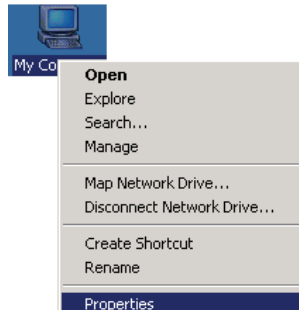 My Co
Open
Explore
Search...
Manage
Map Network Drive...
Disconnect Network Drive...
Create Shortcut
Rename
Properties